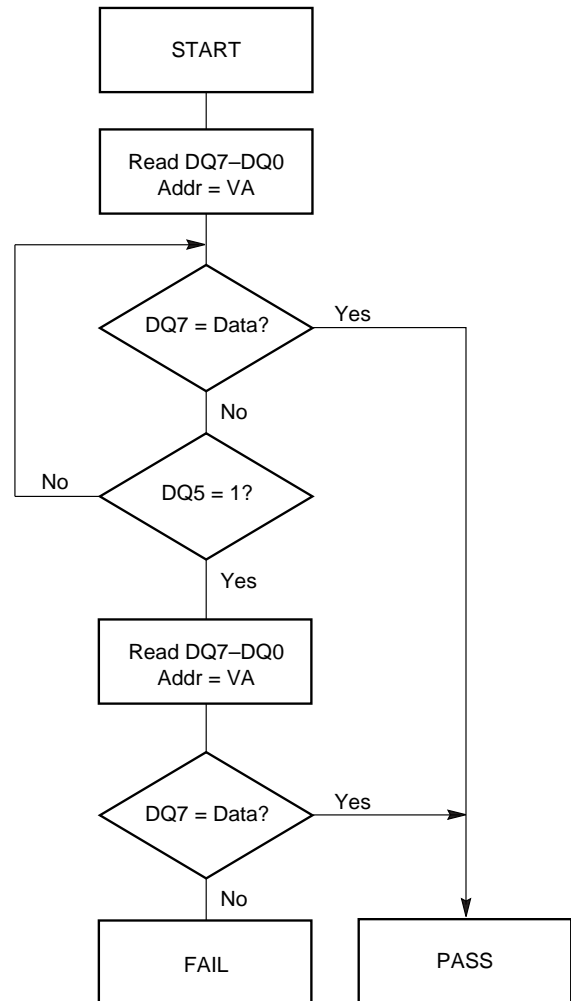 START
Read DQ7–DQ0
Addr = VA
DQ7 = Data?
Yes
No
No
DQ5 = 1?
Yes
Read DQ7–DQ0
Addr = VA
DQ7 = Data?
Yes
No
FAIL
PASS